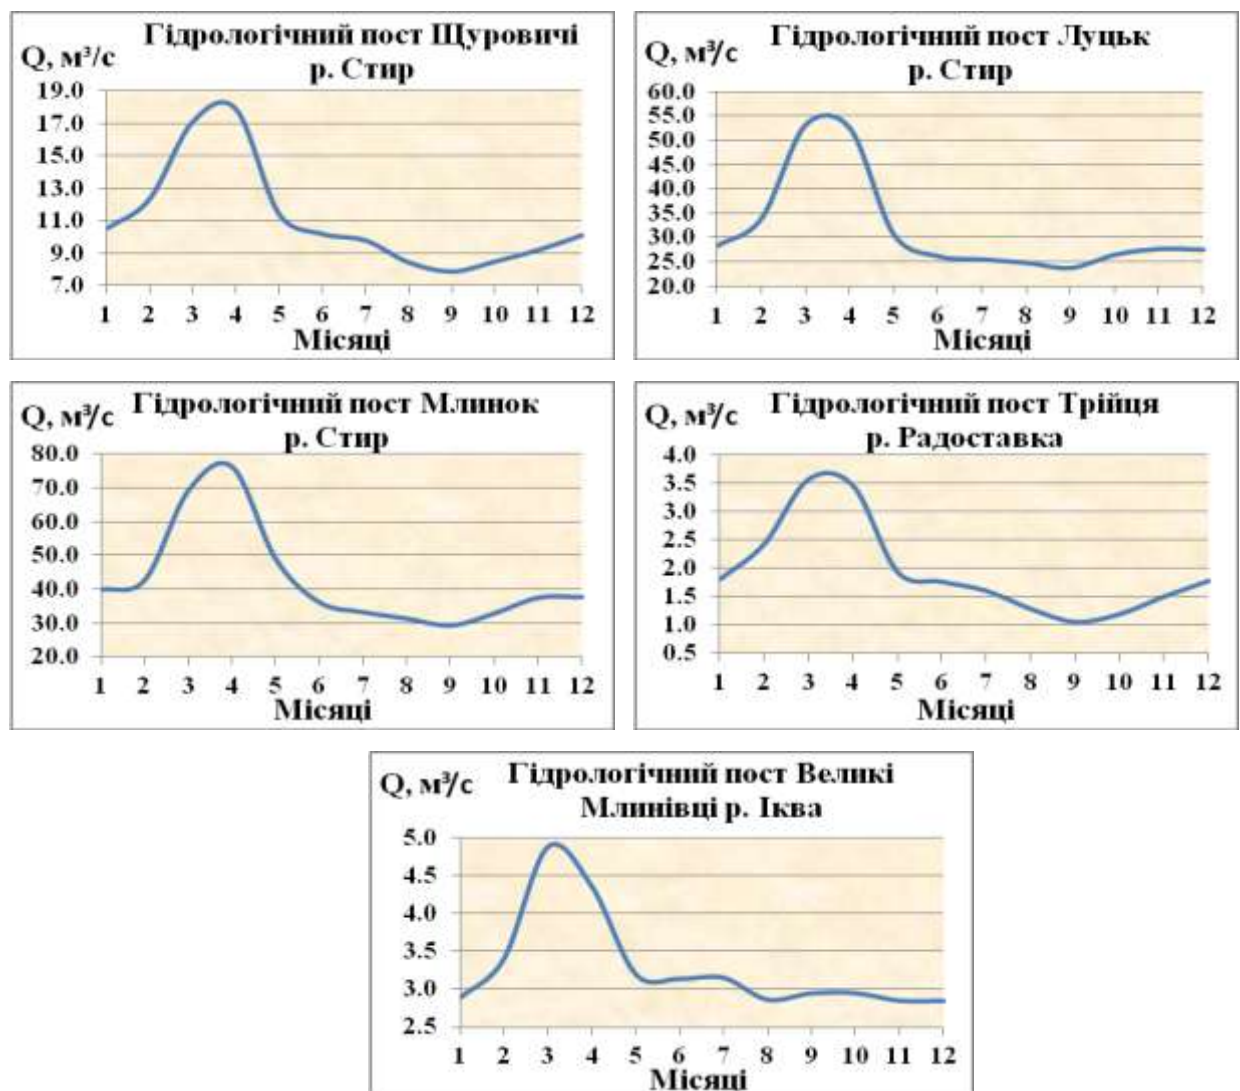 Гідрологічний пост Щуровичі
Q, м³/с
р. Стир
19.0
17.0
15.0
13.0
11.0
9.0
7.0
1 2 3 4 5 6 7 8 9 10 11 12
Місяці
Гідрологічний пост Луцьк
Q, м³/с
р. Стир
60.0
55.0
50.0
45.0
40.0
35.0
30.0
25.0
20.0
1 2 3 4 5 6 7 8 9 10 11 12
Місяці
Гідрологічний пост Млинок
Q, м³/с
р. Стир
80.0
70.0
60.0
50.0
40.0
30.0
20.0
1 2 3 4 5 6 7 8 9 10 11 12
Місяці
Гідрологічний пост Трійця
Q, м³/с
р. Радоставка
4.0
3.5
3.0
2.5
2.0
1.5
1.0
0.5
1 2 3 4 5 6 7 8 9 10 11 12
Місяці
Гідрологічний пост Великі
Q, м³/с
Млинівці р. Іква
5.0
4.5
4.0
3.5
3.0
2.5
1 2 3 4 5 6 7 8 9 10 11 12
Місяці